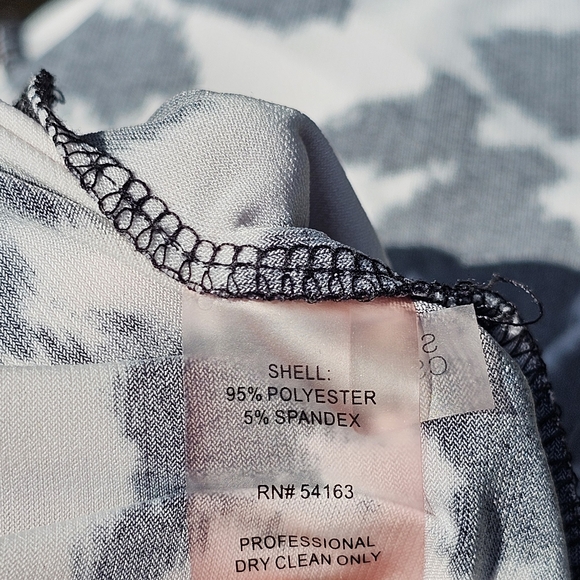 SHELL:
95% POLYESTER
5% SPANDEX
RN# 54163
PROFESSIONAL
DRY CLEAN ONLY